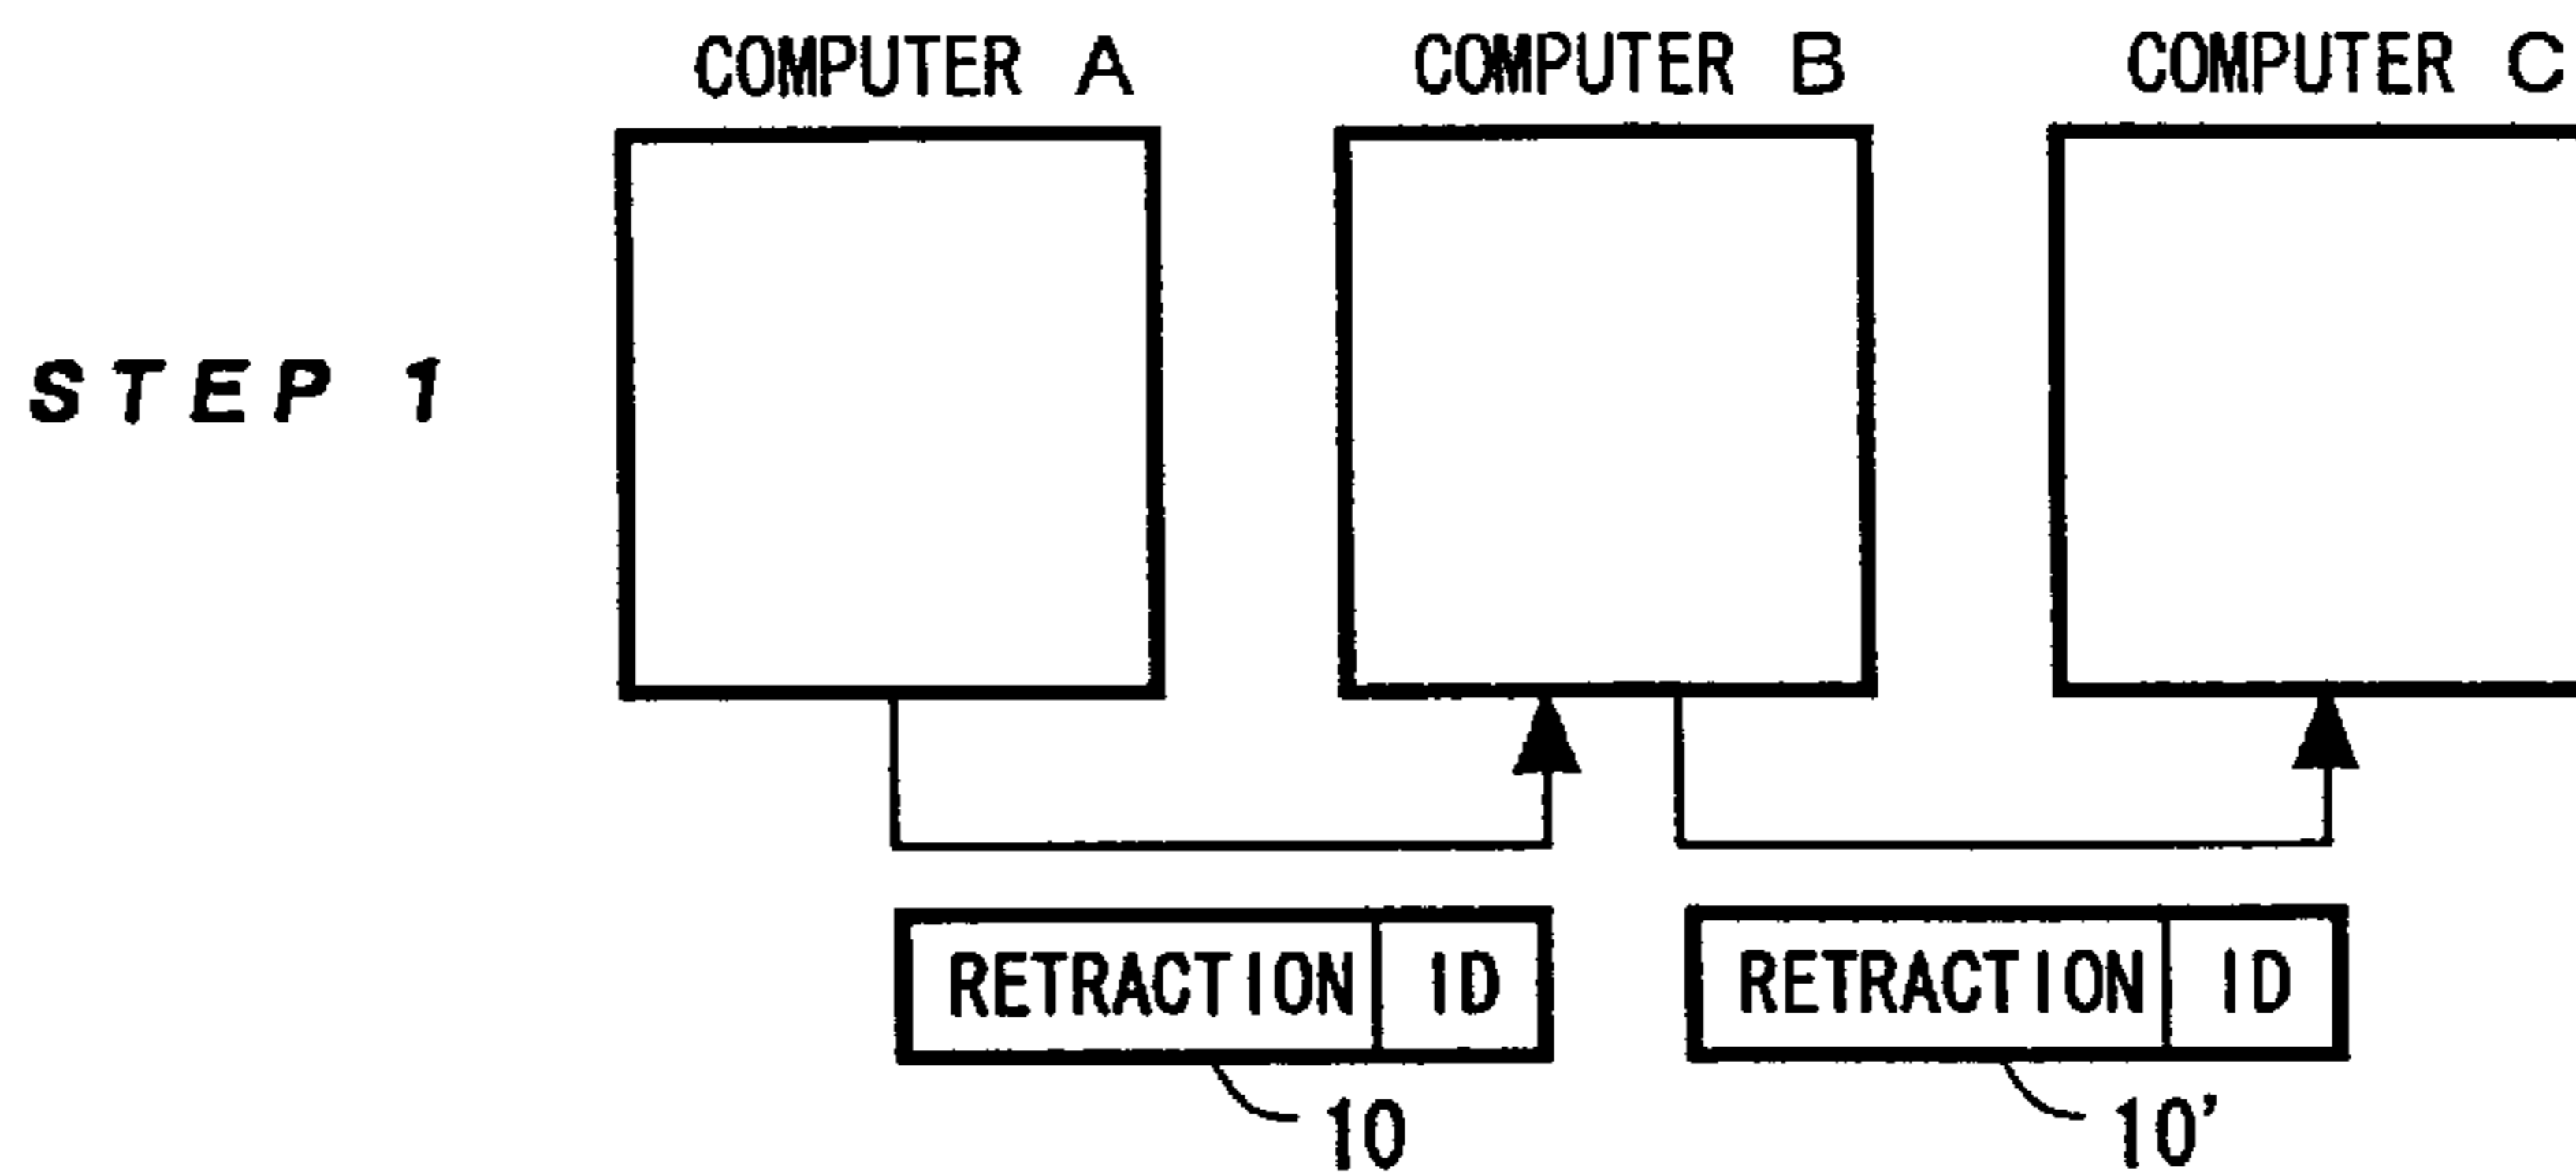 COMPUTER A COMPUTER B COMPUTER C
STEP 1
RETRACTION ID RETRACTION ID
10 10'